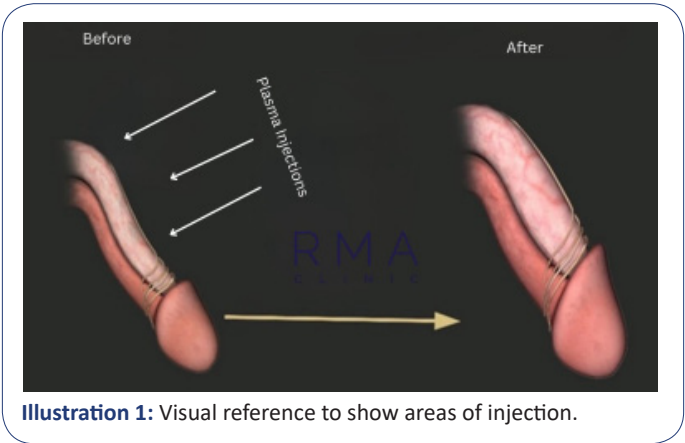 Before
After
Plasma Injections
RMA
CLINIC
Illustration 1: Visual reference to show areas of injection.